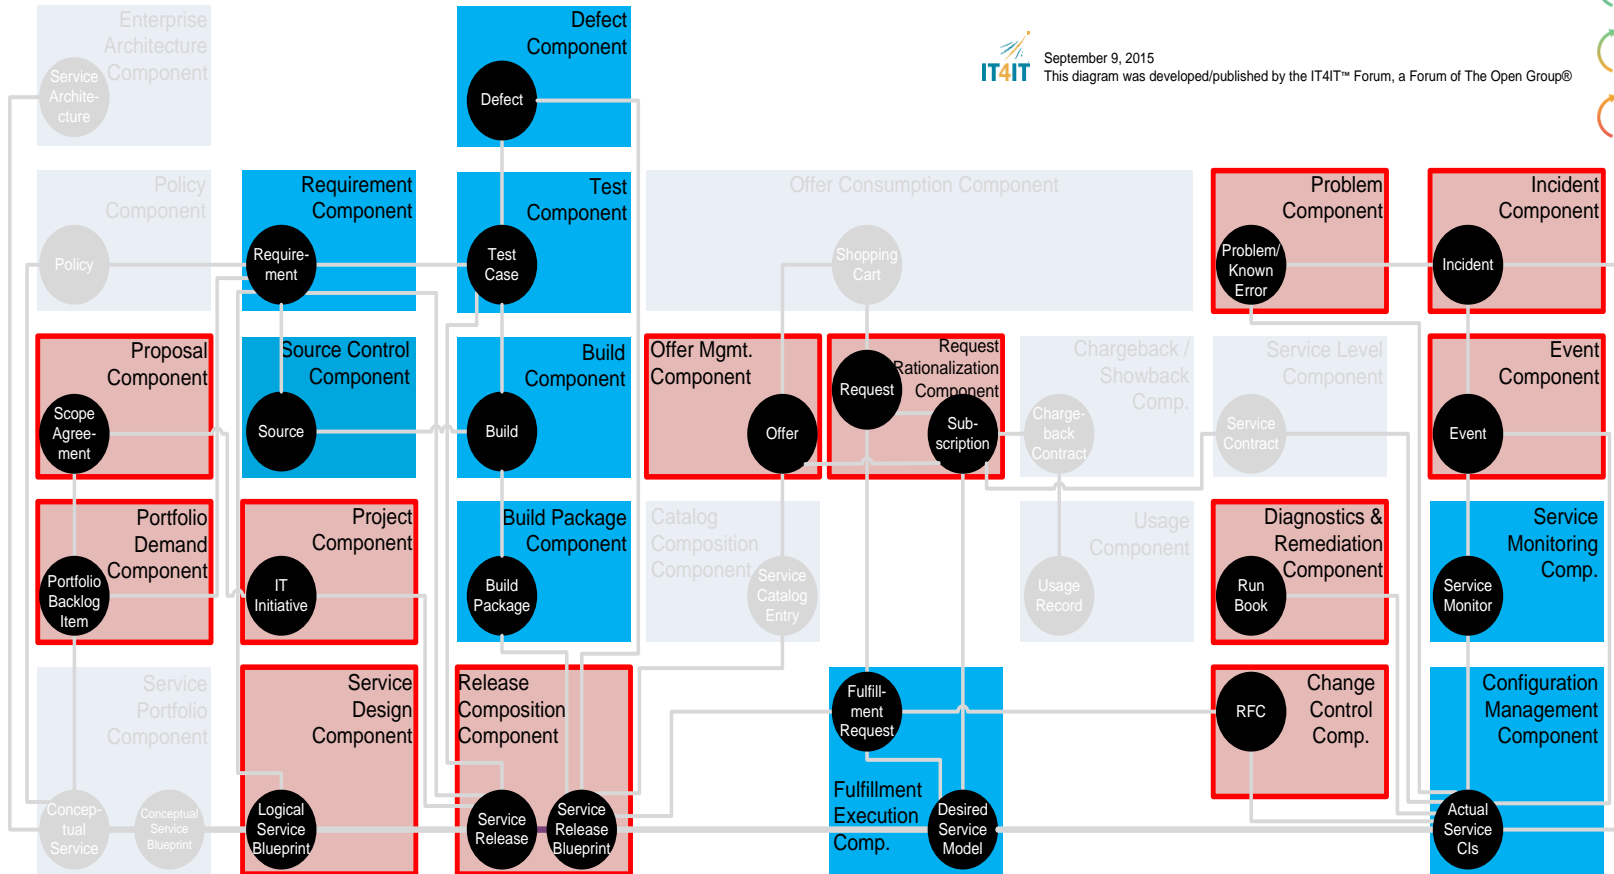 Enterprise
Architecture
Component
Service
Archite-
cture
Defect
Component
Defect
IT4IT
September 9, 2015
This diagram was developed/published by the IT4IT™ Forum, a Forum of The Open Group®
Policy
Component
Policy
Requirement
Component
Require-
ment
Test
Component
Test
Case
Offer Consumption Component
Shopping
Cart
Problem
Component
Problem/
Known
Error
Incident
Component
Incident
Proposal
Component
Scope
Agree-
ment
Source Control
Component
Source
Build
Component
Build
Offer Mgmt.
Component
Offer
Request
Rationalization
Component
Request
Sub-
scription
Chargeback /
Showback
Comp.
Charge-
back
Contract
Service Level
Component
Service
Contract
Event
Component
Event
Portfolio
Demand
Component
Portfolio
Backlog
Item
Project
Component
IT
Initiative
Build Package
Component
Build
Package
Catalog
Composition
Component
Service
Catalog
Entry
Usage
Component
Usage
Record
Diagnostics &
Remediation
Component
Run
Book
Service
Monitoring
Comp.
Service
Monitor
Service
Portfolio
Component
Concep-
tual
Service
Conceptual
Service
Blueprint
Service
Design
Component
Logical
Service
Blueprint
Release
Composition
Component
Service
Release
Service
Release
Blueprint
Fulfill-
ment
Request
Fulfillment
Execution
Comp.
Desired
Service
Model
Change
Control
Comp.
RFC
Configuration
Management
Component
Actual
Service
CIs